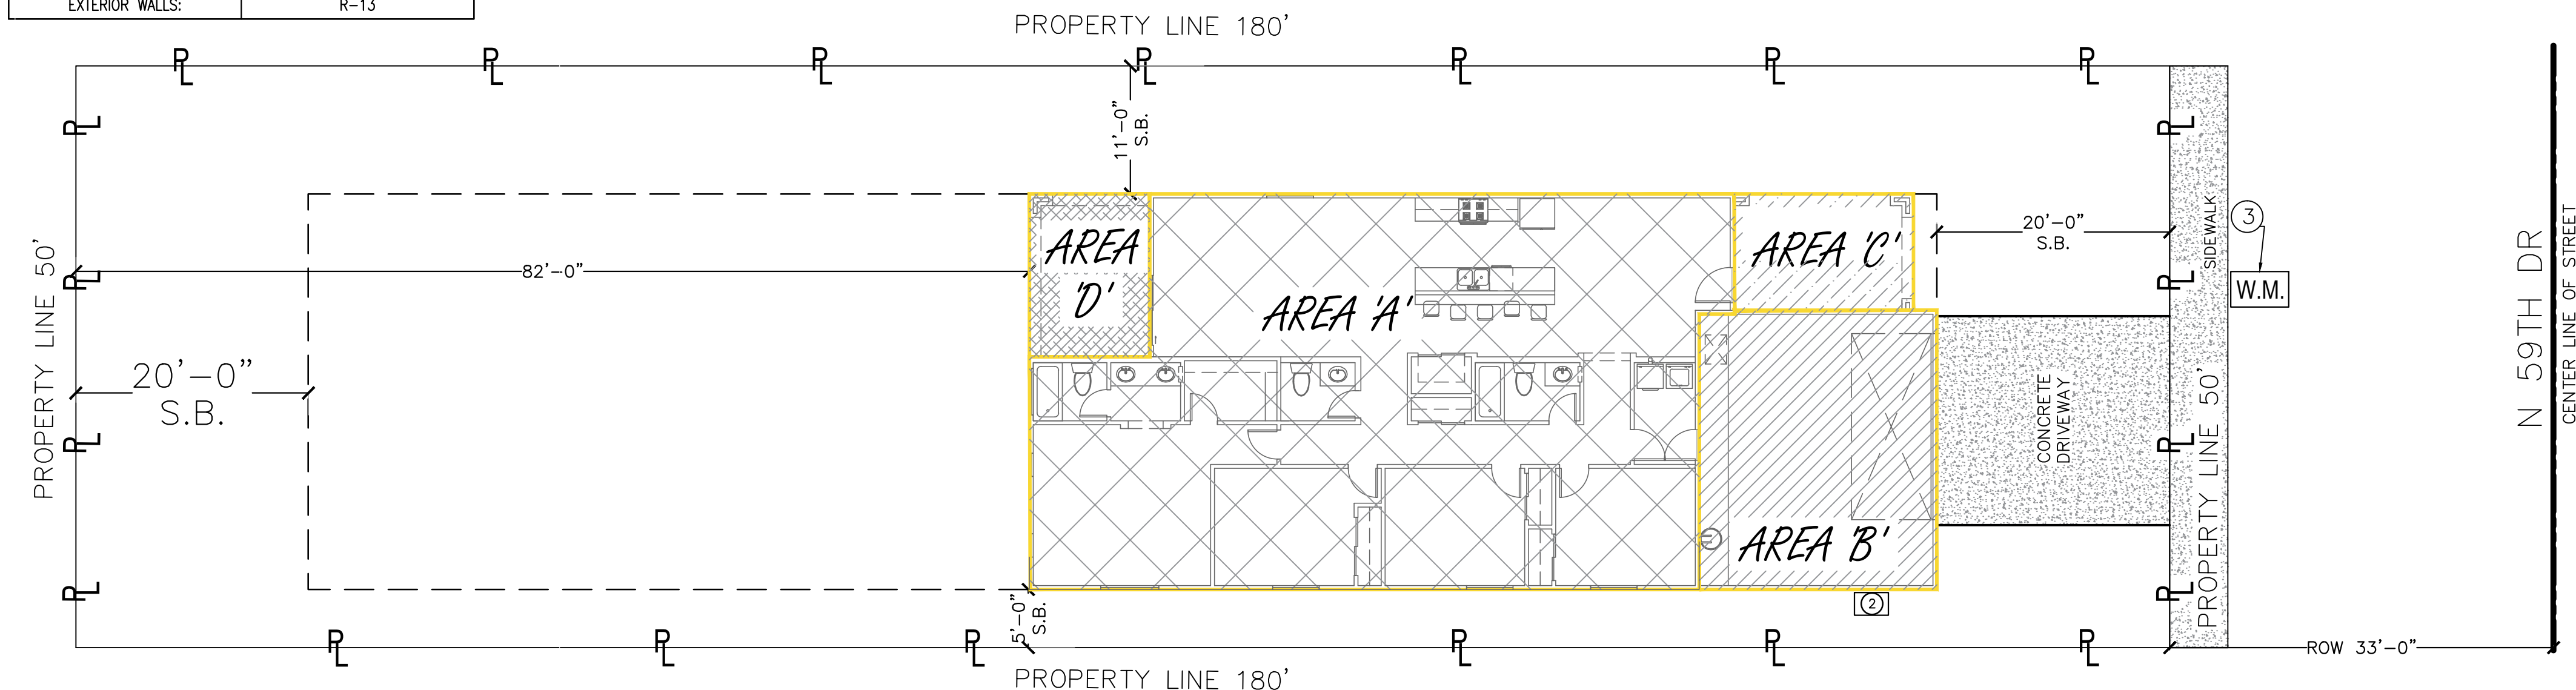 EXTERIOR WALLS: R-13
PROPERTY LINE 180'
PL PL PL PL PL PL PL
PL
PL
PL
PL
PROPERTY LINE 50'
11'-0"
S.B.
82'-0"
20'-0"
S.B.
AREA
'D'
AREA 'A'
AREA 'C'
AREA 'B'
20'-0"
S.B.
CONCRETE
DRIVEWAY
2
5'-0"
S.B.
PL
PL
PL
PL
SIDEWALK
PROPERTY LINE 50'
3
W.M.
N 59TH DR
CENTER LINE OF STREET
ROW 33'-0"
PL PL PL PL PL PL
PROPERTY LINE 180'